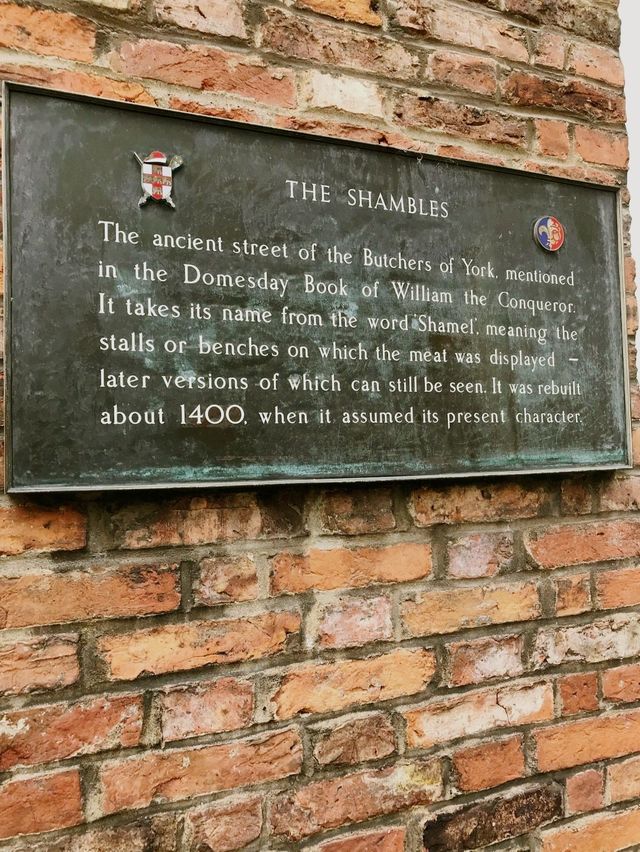 THE SHAMBLES
The ancient street of the Butchers of York, mentioned
in the Domesday Book of William the Conqueror.
It takes its name from the word 'Shamel', meaning the
stalls or benches on which the meat was displayed –
later versions of which can still be seen. It was rebuilt
about 1400, when it assumed its present character.